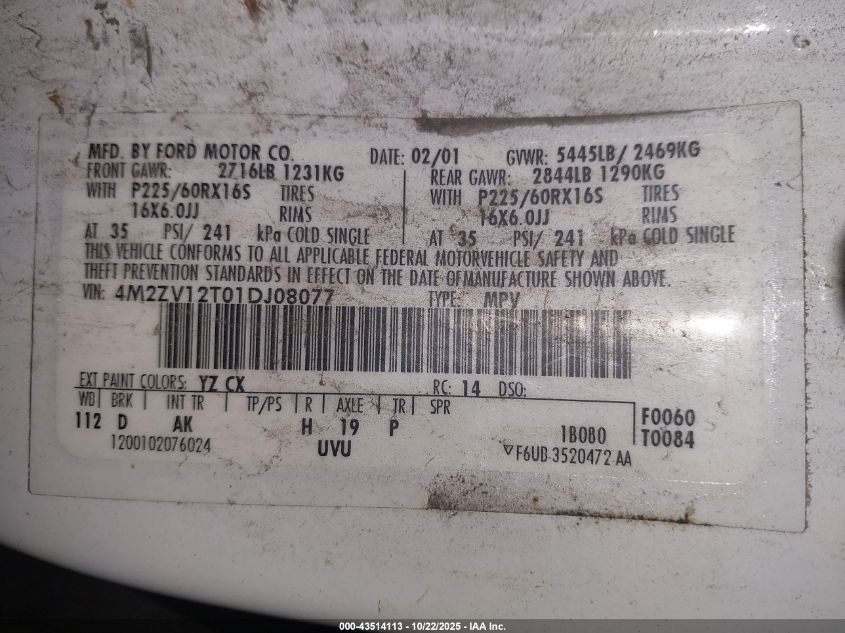 MFD. BY FORD MOTOR CO. DATE: 02/01 GVWR: 5445LB/ 2469KG
FRONT GAWR: 2716LB 1231KG REAR GAWR: 2844LB 1290KG
WITH P225/60RX16S TIRES WITH P225/60RX16S TIRES
16X6.0JJ RIMS 16X6.0JJ RIMS
AT 35 PSI/ 241 kPa COLD SINGLE AT 35 PSI/ 241 kPa COLD SINGLE
THIS VEHICLE CONFORMS TO ALL APPLICABLE FEDERAL MOTORVEHICLE SAFETY AND
THEFT PREVENTION STANDARDS IN EFFECT ON THE DATE OFMANUFACTURE SHOWN ABOVE.
VIN: 4M2ZV12T01DJ08077 TYPE: MPV
EXT PAINT COLORS: YZ CX RC: 14 DSO:
WB BRK INT TR TP/PS R AXLE TR SPR
112 D AK H 19 P 1B0B0 F0060
1200102076024 UVU F6UB 3520472 AA T0084
000-43514113 - 10/22/2025 - IAA Inc.